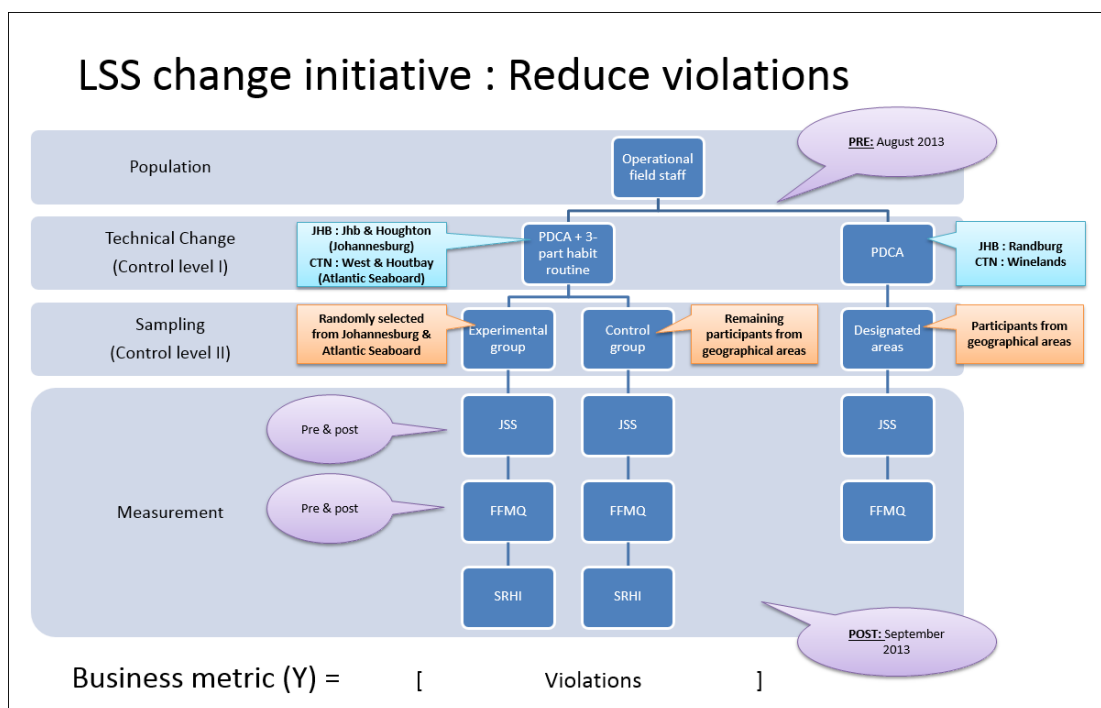 LSS change initiative : Reduce violations
PRE: August 2013
Population
Operational
field staff
Technical Change
(Control level I)
JHB : Jhb & Houghton
(Johannesburg)
CTN : West & Houtbay
(Atlantic Seaboard)
PDCA + 3-
part habit
routine
PDCA
JHB : Randburg
CTN : Winelands
Sampling
(Control level II)
Randomly selected
from Johannesburg &
Atlantic Seaboard
Experimental
group
Control
group
Remaining
participants from
geographical areas
Designated
areas
Participants from
geographical areas
Measurement
Pre & post
JSS
JSS
JSS
Pre & post
FFMQ
FFMQ
FFMQ
SRHI
SRHI
POST: September
2013
Business metric (Y) = [ Violations ]